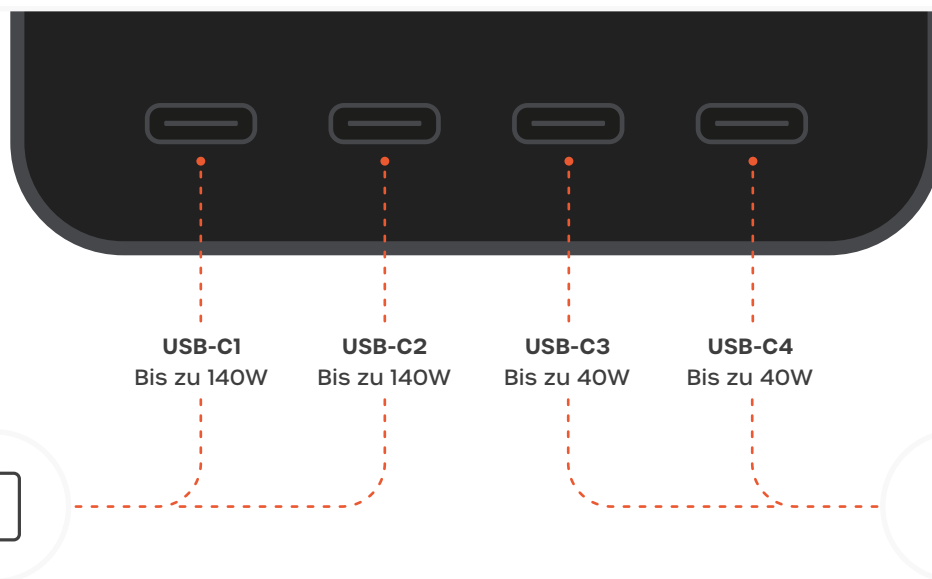 USB-C1
Bis zu 140W
USB-C2
Bis zu 140W
USB-C3
Bis zu 40W
USB-C4
Bis zu 40W